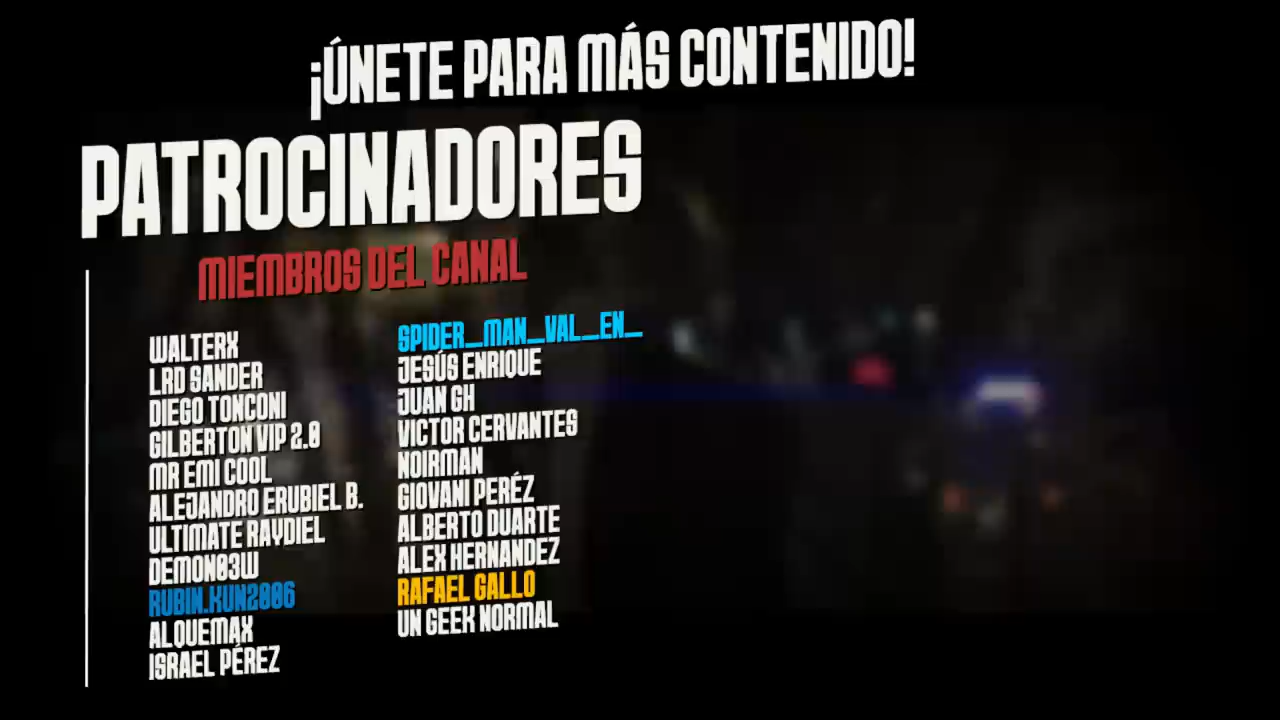 ¡ÚNETE PARA MÁS CONTENIDO!
PATROCINADORES
MIEMBROS DEL CANAL
WALTERX
LRD SANDER
DIEGO TONCONI
GILBERTON VIP 2.0
MR EMI COOL
ALEJANDRO ERUBIEL B.
ULTIMATE RAYDIEL
DEMON03W
RUBIN.KUN2006
ALQUEMAX
ISRAEL PÉREZ
SPIDER_MAN_VAL_EN_
JESÚS ENRIQUE
JUAN GH
VICTOR CERVANTES
NOIRMAN
GIOVANI PERÉZ
ALBERTO DUARTE
ALEX HERNANDEZ
RAFAEL GALLO
UN GEEK NORMAL